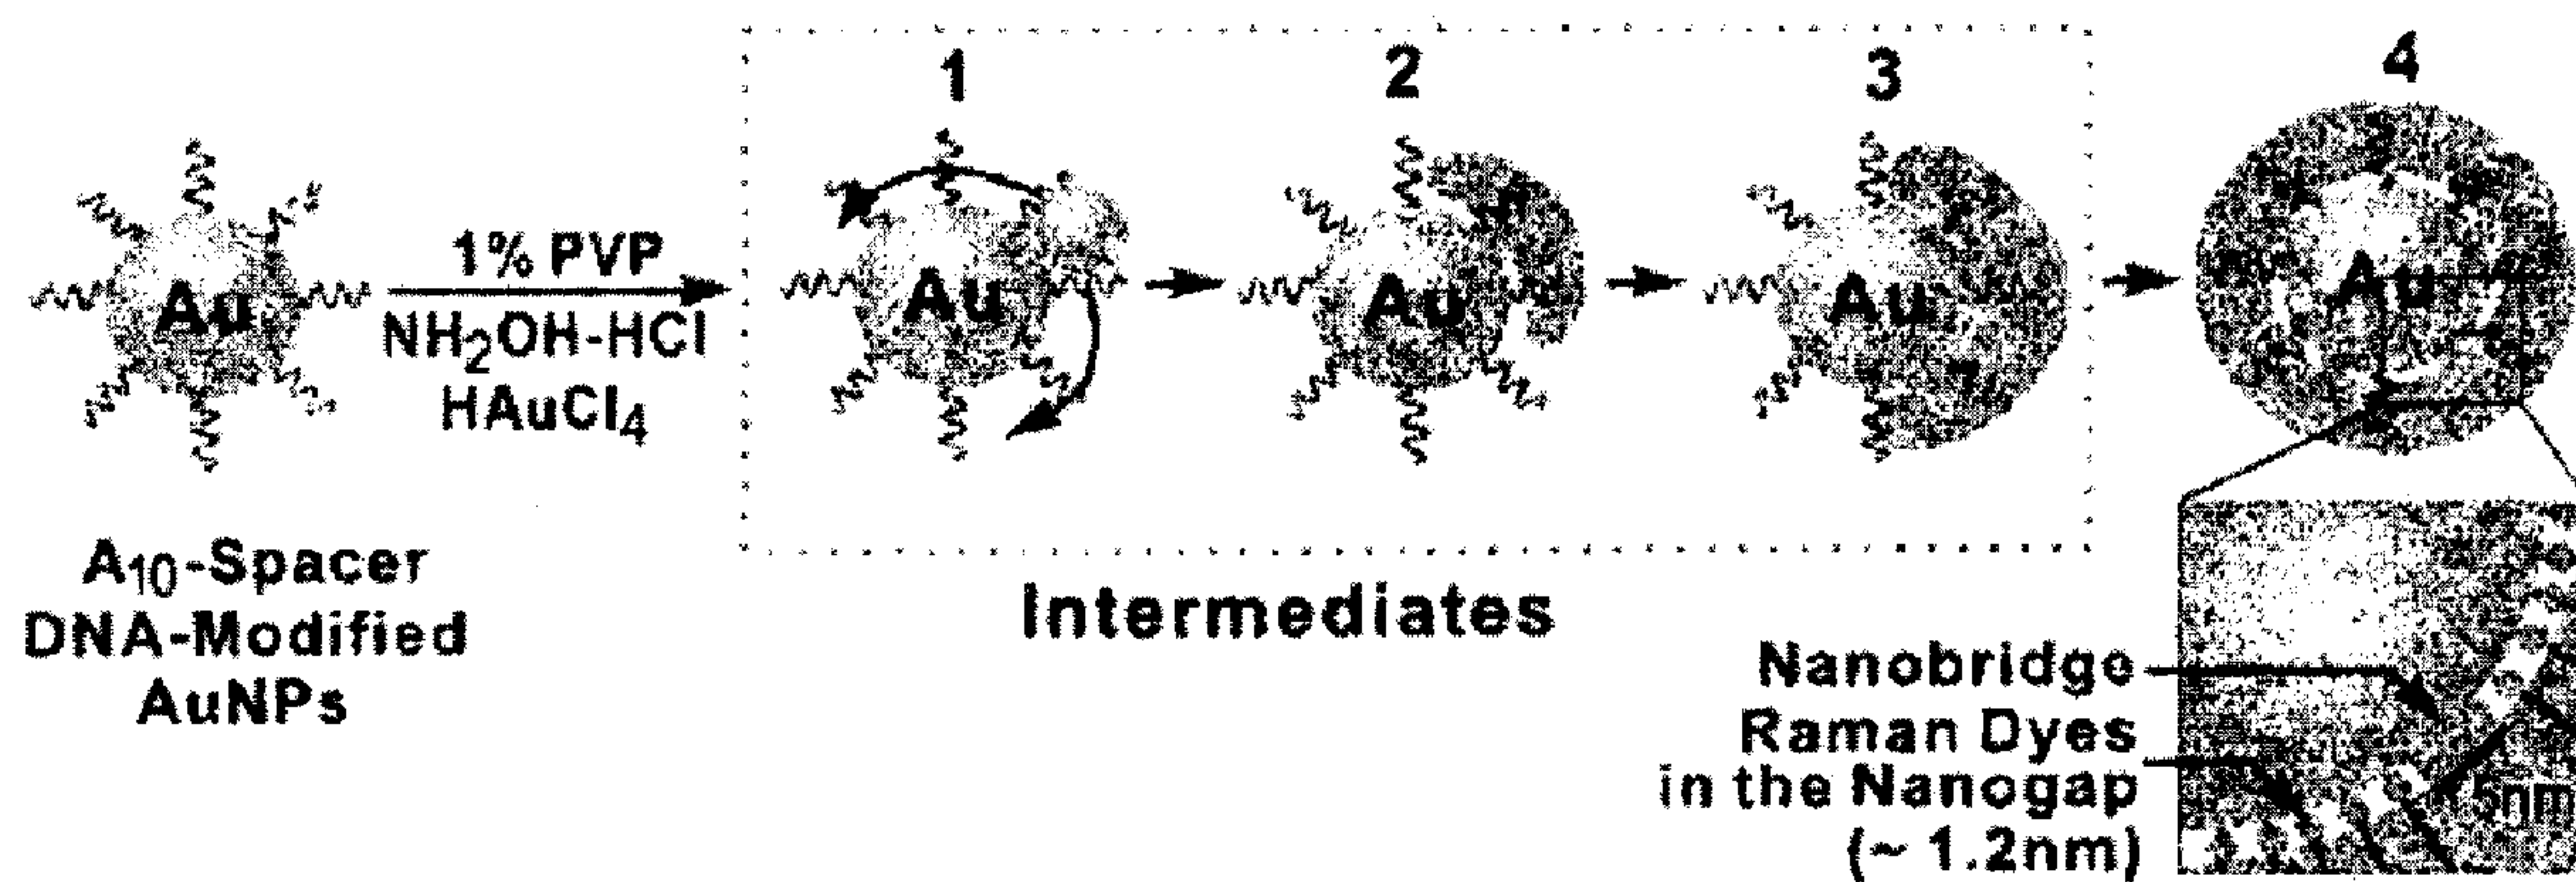 1
2
3
4
Au
1% PVP
NH2OH-HCl
HAuCl4
Au
Au
Au
Au
A10-Spacer
DNA-Modified
AuNPs
Intermediates
Nanobridge
Raman Dyes
in the Nanogap
(~ 1.2nm)
5nm